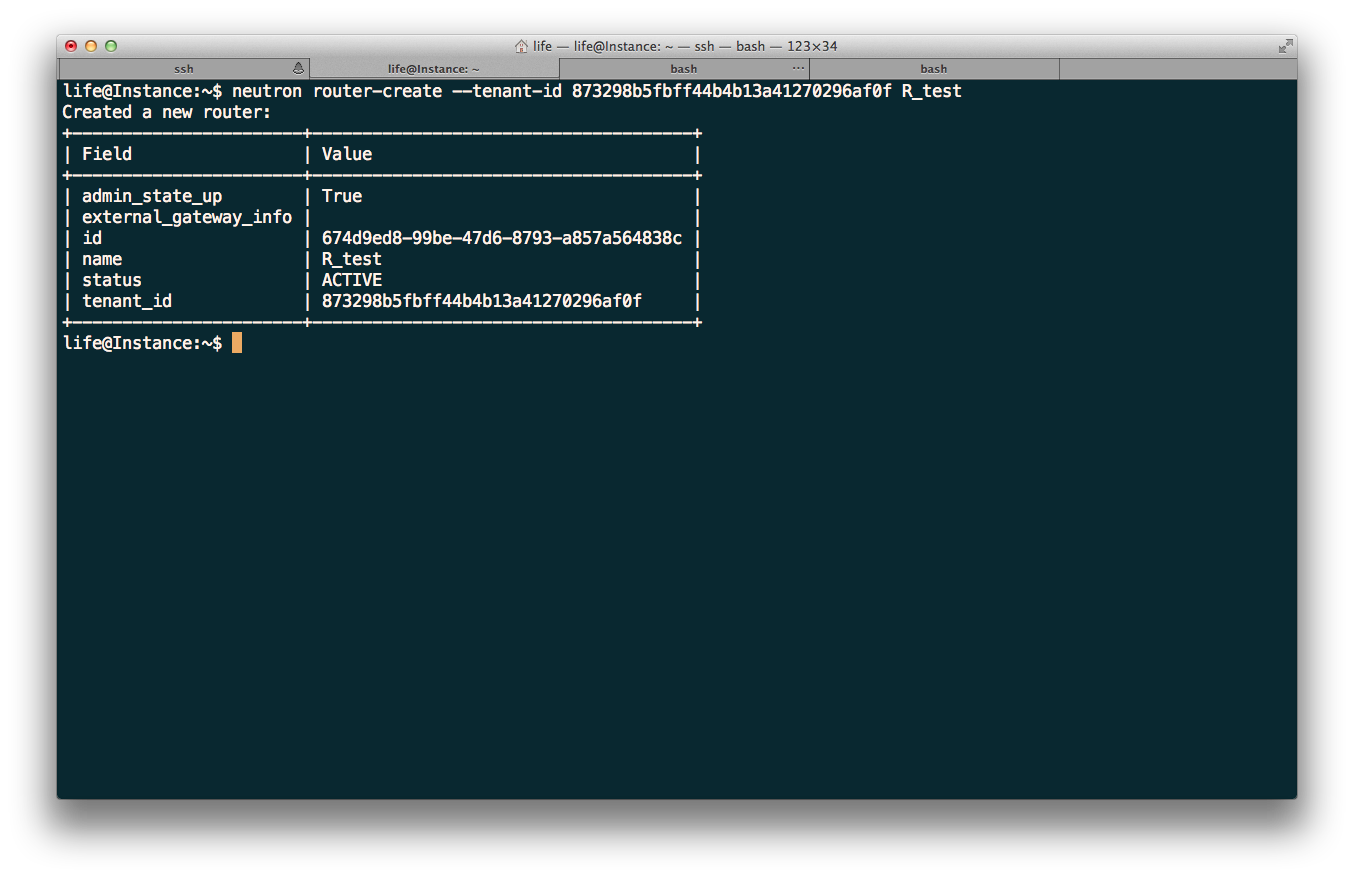 life — life@Instance: ~ — ssh — bash — 123×34
ssh life@Instance: ~ bash ... bash
life@Instance:~$ neutron router-create --tenant-id 873298b5fbff44b4b13a41270296af0f R_test
Created a new router:
+-----------------------+--------------------------------------+
| Field                 | Value                                |
+-----------------------+--------------------------------------+
| admin_state_up        | True                                 |
| external_gateway_info |                                      |
| id                    | 674d9ed8-99be-47d6-8793-a857a564838c |
| name                  | R_test                               |
| status                | ACTIVE                               |
| tenant_id             | 873298b5fbff44b4b13a41270296af0f     |
+-----------------------+--------------------------------------+
life@Instance:~$